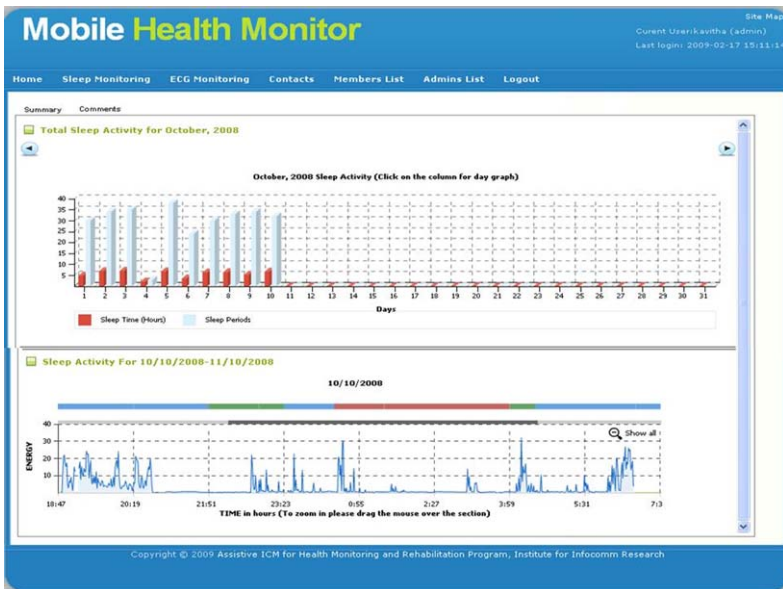 Site Map
Mobile Health Monitor
Curent User:kavitha (admin)
Last login: 2009-02-17 15:11:14
Home Sleep Monitoring ECG Monitoring Contacts Members List Admins List Logout
Summary Comments
Total Sleep Activity for October, 2008
October, 2008 Sleep Activity (Click on the column for day graph)
40
35
30
25
20
15
10
5
1 2 3 4 5 6 7 8 9 10 11 12 13 14 15 16 17 18 19 20 21 22 23 24 25 26 27 28 29 30 31
Days
Sleep Time (Hours) Sleep Periods
Sleep Activity For 10/10/2008-11/10/2008
10/10/2008
Show all
ENERGY
40
30
20
10
18:47 20:19 21:51 23:23 0:55 2:27 3:59 5:31 7:3
TIME in hours (To zoom in please drag the mouse over the section)
Copyright © 2009 Assistive ICM for Health Monitoring and Rehabilitation Program, Institute for Infocomm Research